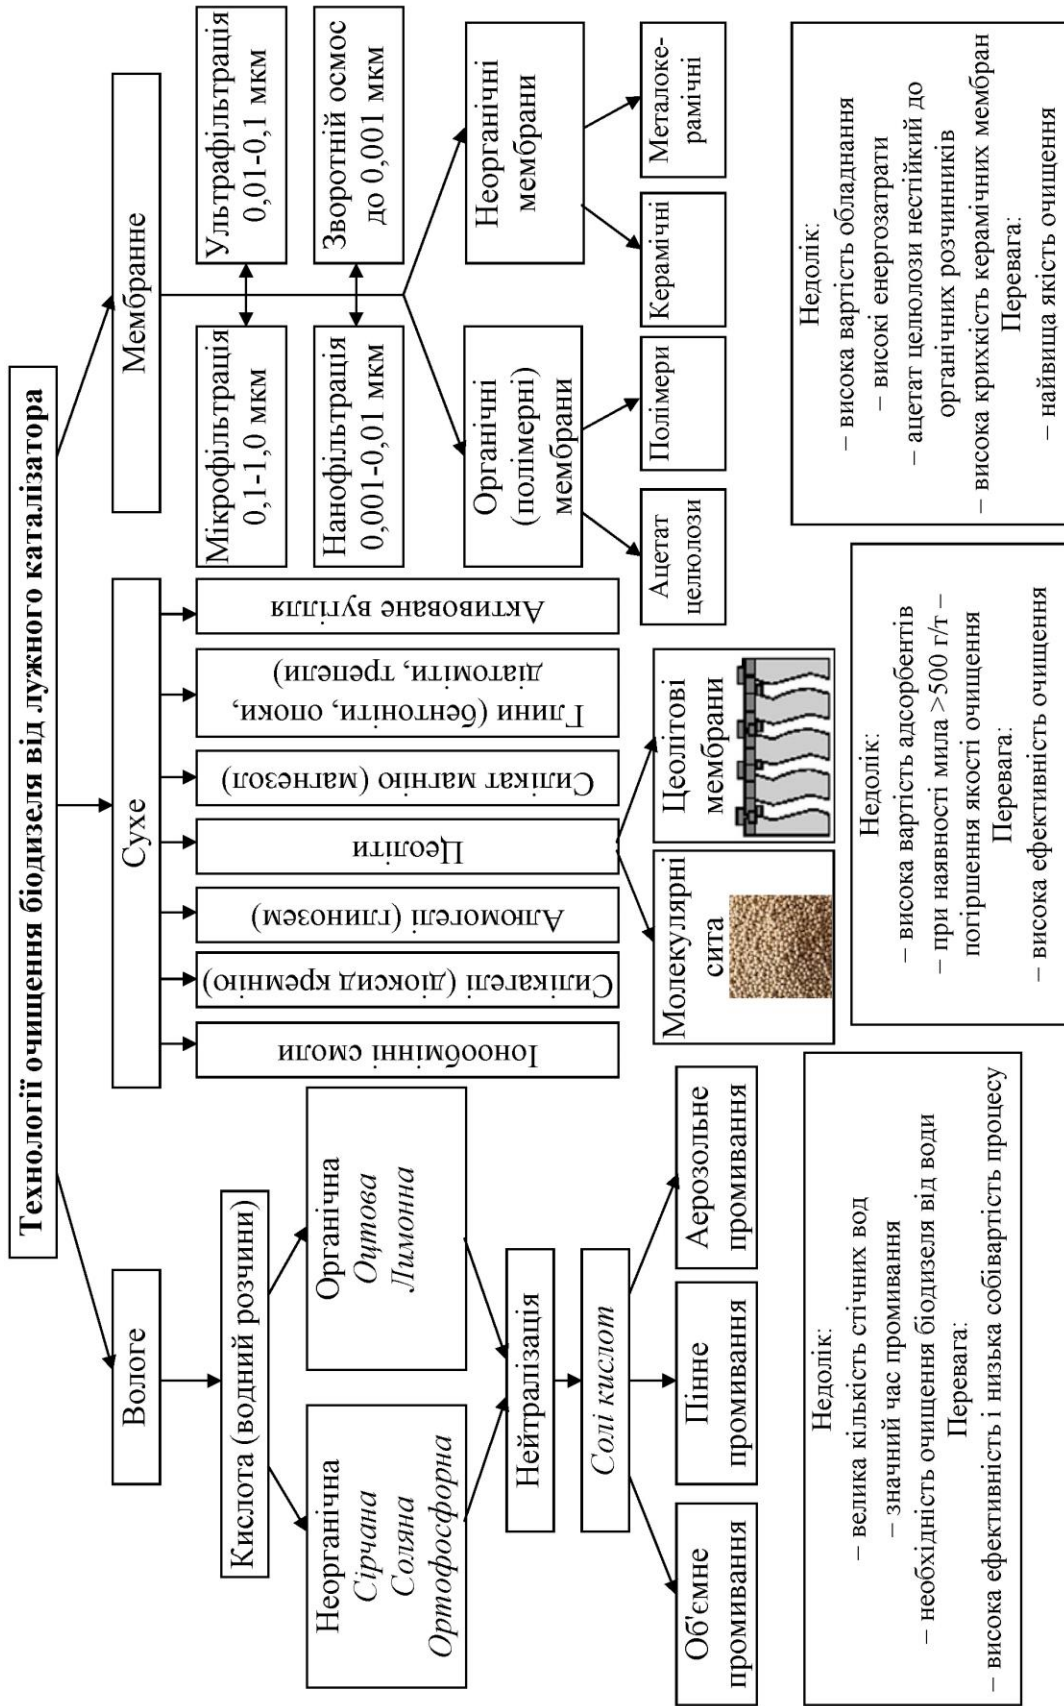 Технології очищення біодизеля від лужного каталізатора
Вологе
Кислота (водний розчини)
Неорганічна
Сірчана
Соляна
Ортофосфорна
Органічна
Оцтова
Лимонна
Нейтралізація
Солі кислот
Об'ємне
промивання
Пінне
промивання
Аерозольне
промивання
Недолік:
– велика кількість стічних вод
– значний час промивання
– необхідність очищення біодизеля від води
Перевага:
– висока ефективність і низька собівартість процесу
Сухе
Іонообмінні смоли
Силікагелі (діоксид кремнію)
Алюмогелі (глинозем)
Цеоліти
Силікат магнію (магнезол)
Глини (бентоніти, опоки,
діатоміти, трепели)
Активоване вугілля
Молекулярні
сита
Цеолітові
мембрани
Недолік:
– висока вартість адсорбентів
– при наявності мила >500 г/т –
погіршення якості очищення
Перевага:
– висока ефективність очищення
Мембранне
Мікрофільтрація
0,1-1,0 мкм
Ультрафільтрація
0,01-0,1 мкм
Нанофільтрація
0,001-0,01 мкм
Зворотній осмос
до 0,001 мкм
Органічні
(полімерні)
мембрани
Неорганічні
мембрани
Ацетат
целюлози
Полімери
Керамічні
Металоке-
рамічні
Недолік:
– висока вартість обладнання
– високі енергозатрати
– ацетат целюлози нестійкий до
органічних розчинників
– висока крихкість керамічних мембран
Перевага:
– найвища якість очищення